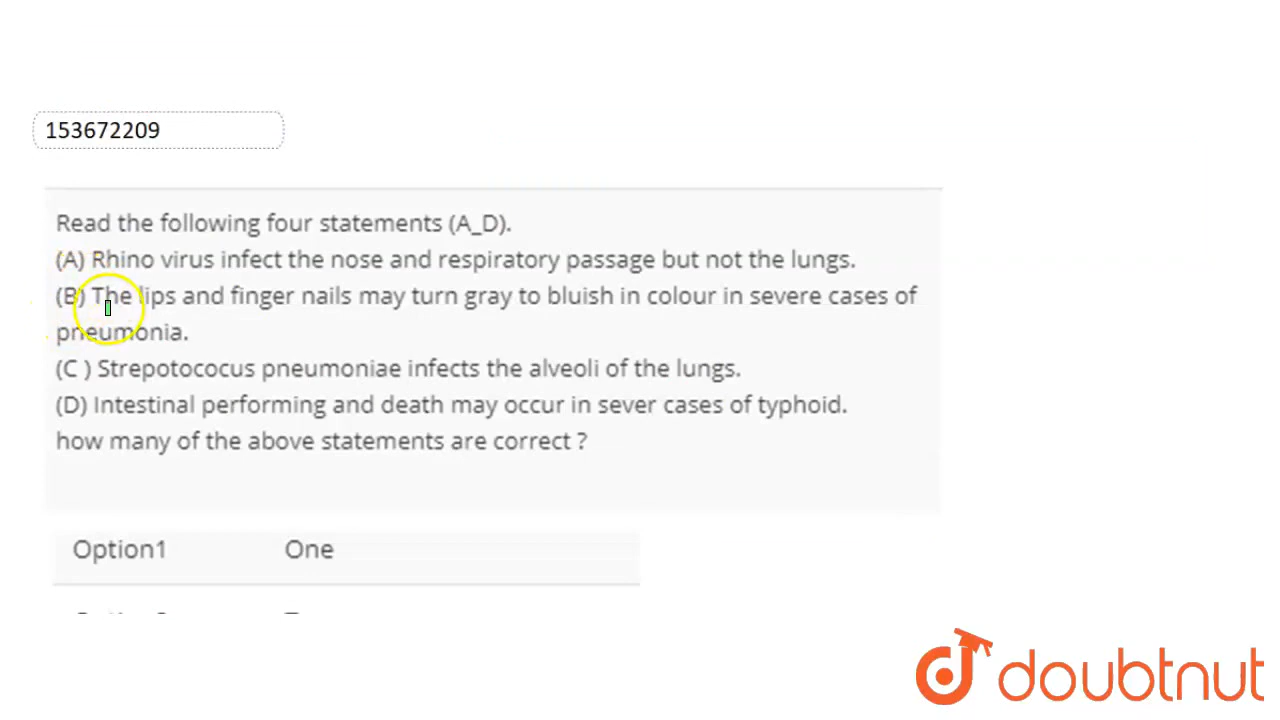 153672209
Read the following four statements (A_D).
(A) Rhino virus infect the nose and respiratory passage but not the lungs.
(B) The lips and finger nails may turn gray to bluish in colour in severe cases of
pneumonia.
(C ) Strepotococus pneumoniae infects the alveoli of the lungs.
(D) Intestinal performing and death may occur in sever cases of typhoid.
how many of the above statements are correct ?
Option1 One
doubtnut